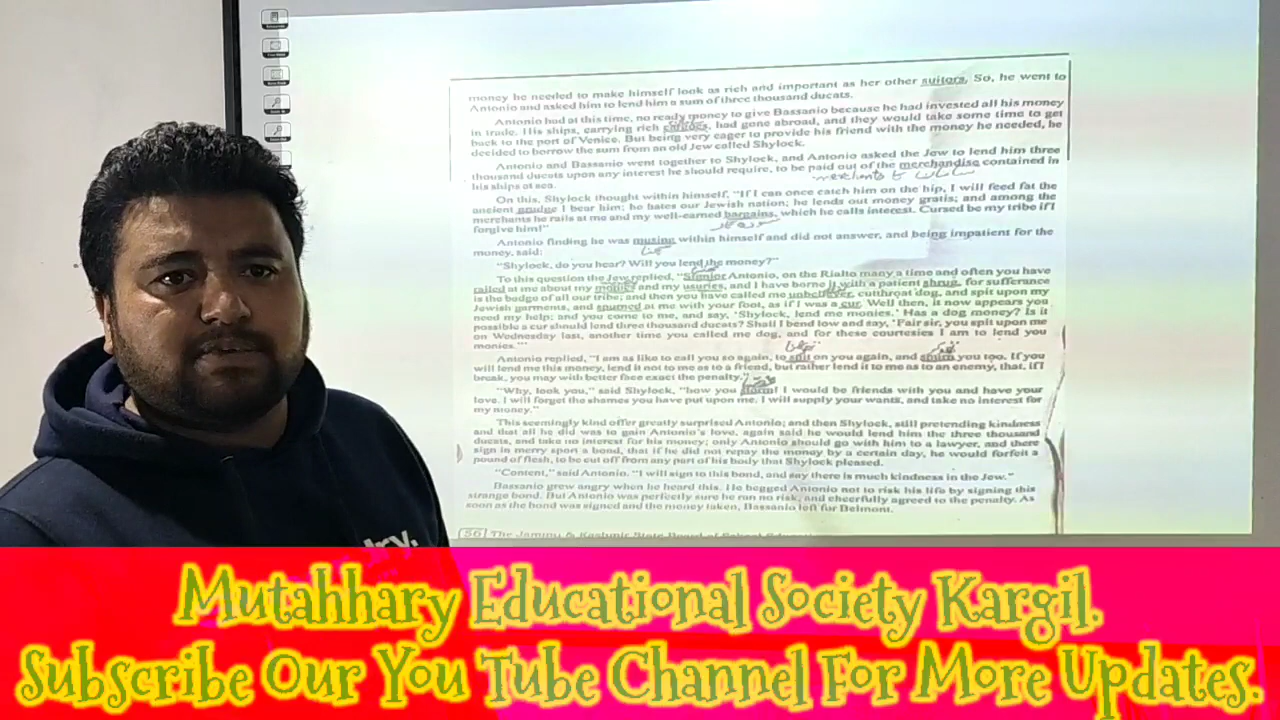 money he needed to make himself look as rich and important as her other suitors. So, he went to
Antonio and asked him to lend him a sum of three thousand ducats.
Antonio had at this time, no ready money to give Bassanio because he had invested all his money
in trade. His ships, carrying rich cargoes, had gone abroad, and they would take some time to get
back to the port of Venice. But being very eager to provide his friend with the money he needed, he
decided to borrow the sum from an old Jew called Shylock.
Antonio and Bassanio went together to Shylock, and Antonio asked the Jew to lend him three
thousand ducats upon any interest he should require, to be paid out of the merchandise contained in
his ships at sea.
On this, Shylock thought within himself, "If I can once catch him on the hip, I will feed fat the
ancient grudge I bear him; he hates our Jewish nation; he lends out money gratis; and among the
merchants he rails at me and my well-earned bargains, which he calls interest. Cursed be my tribe if I
forgive him!"
Antonio finding he was musing within himself and did not answer, and being impatient for the
money, said:
"Shylock, do you hear? Will you lend the money?"
To this question the Jew replied, "Signior Antonio, on the Rialto many a time and often you have
railed at me about my monies and my usuries, and I have borne it with a patient shrug, for sufferance
is the badge of all our tribe; and then you have called me unbeliever, cutthroat dog, and spit upon my
Jewish garments, and spurned at me with your foot, as if I was a cur. Well then, it now appears you
need my help; and you come to me, and say, 'Shylock, lend me monies.' Has a dog money? Is it
possible a cur should lend three thousand ducats? Shall I bend low and say, 'Fair sir, you spit upon me
on Wednesday last, another time you called me dog, and for these courtesies I am to lend you
monies.'"
Antonio replied, "I am as like to call you so again, to spit on you again, and spurn you too. If you
will lend me this money, lend it not to me as to a friend, but rather lend it to me as to an enemy, that, if I
break, you may with better face exact the penalty."
"Why, look you," said Shylock, "how you storm! I would be friends with you and have your
love. I will forget the shames you have put upon me. I will supply your wants, and take no interest for
my money."
This seemingly kind offer greatly surprised Antonio; and then Shylock, still pretending kindness
and that all he did was to gain Antonio's love, again said he would lend him the three thousand
ducats, and take no interest for his money; only Antonio should go with him to a lawyer, and there
sign in merry sport a bond, that if he did not repay the money by a certain day, he would forfeit a
pound of flesh, to be cut off from any part of his body that Shylock pleased.
"Content," said Antonio. "I will sign to this bond, and say there is much kindness in the Jew."
Bassanio grew angry when he heard this. He begged Antonio not to risk his life by signing this
strange bond. But Antonio was perfectly sure he ran no risk, and cheerfully agreed to the penalty. As
soon as the bond was signed and the money taken, Bassanio left for Belmont.
56 The Jammu & Kashmir State Board of School
Mutahhary Educational Society Kargil.
Subscribe Our You Tube Channel For More Updates.